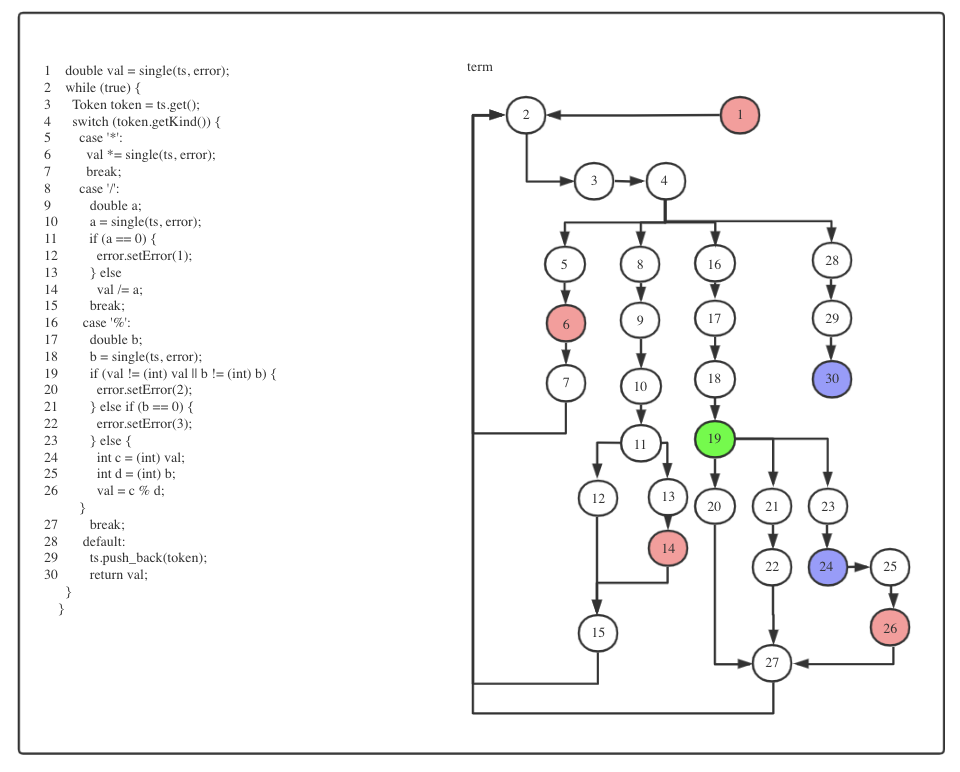 1 double val = single(ts, error);
2 while (true) {
3 Token token = ts.get();
4 switch (token.getKind()) {
5 case '*':
6 val *= single(ts, error);
7 break;
8 case '/':
9 double a;
10 a = single(ts, error);
11 if (a == 0) {
12 error.setError(1);
13 } else
14 val /= a;
15 break;
16 case '%':
17 double b;
18 b = single(ts, error);
19 if (val != (int) val || b != (int) b) {
20 error.setError(2);
21 } else if (b == 0) {
22 error.setError(3);
23 } else {
24 int c = (int) val;
25 int d = (int) b;
26 val = c % d;
}
27 break;
28 default:
29 ts.push_back(token);
30 return val;
}
}
term
2 1
3 4
5 8 16 28
6 9 17 29
7 10 18 30
11 19
12 13 20 21 23
14 22 24 25
15 26
27